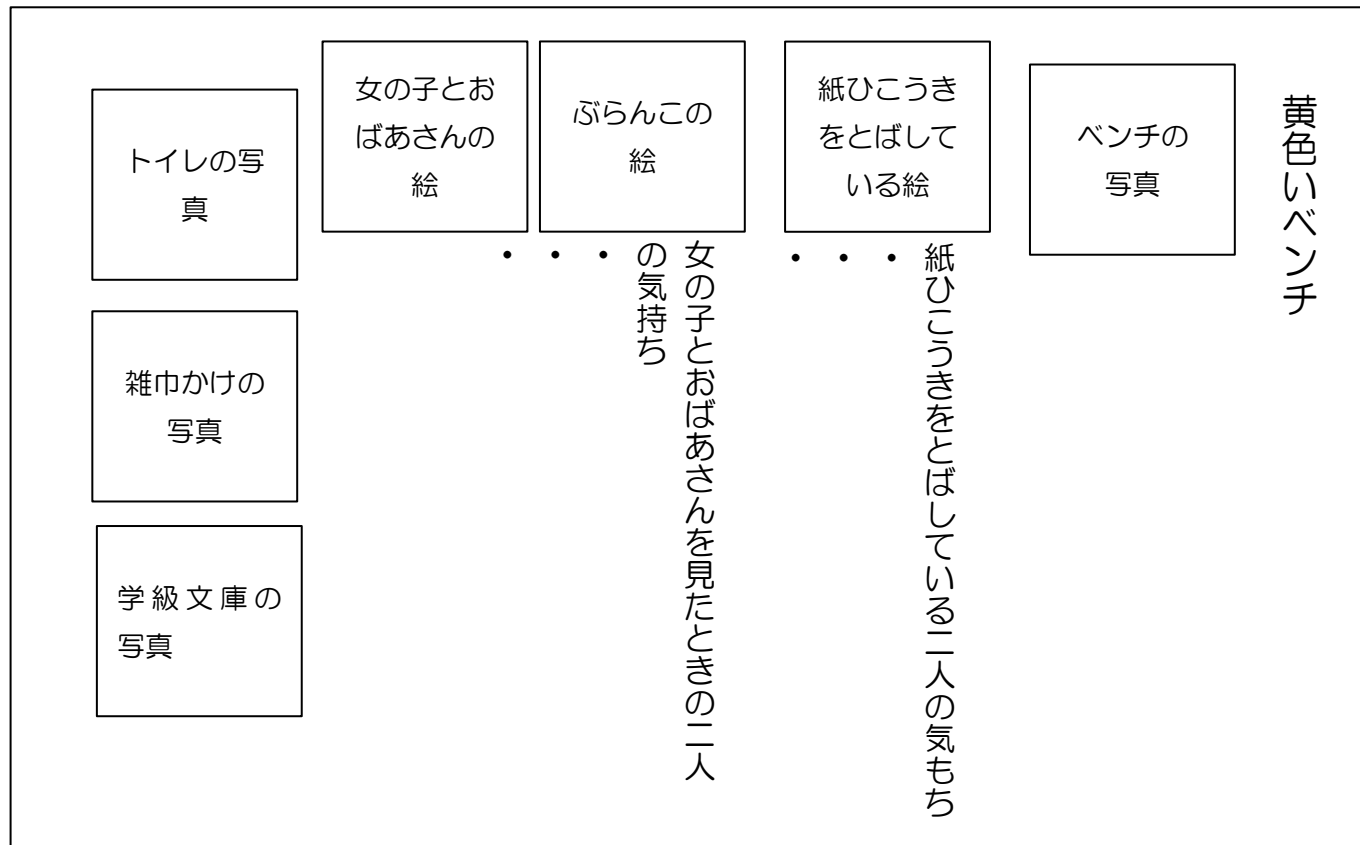 黄色いベンチ
ベンチの
写真
紙ひこうき
をとばして
いる絵
紙ひこうきをとばしている二人の気もち
・
・
・
ぶらんこの
絵
女の子とおばあさんを見たときの二人
の気持ち
・
・
・
女の子とお
ばあさんの
絵
トイレの写
真
雑巾かけの
写真
学級文庫の
写真